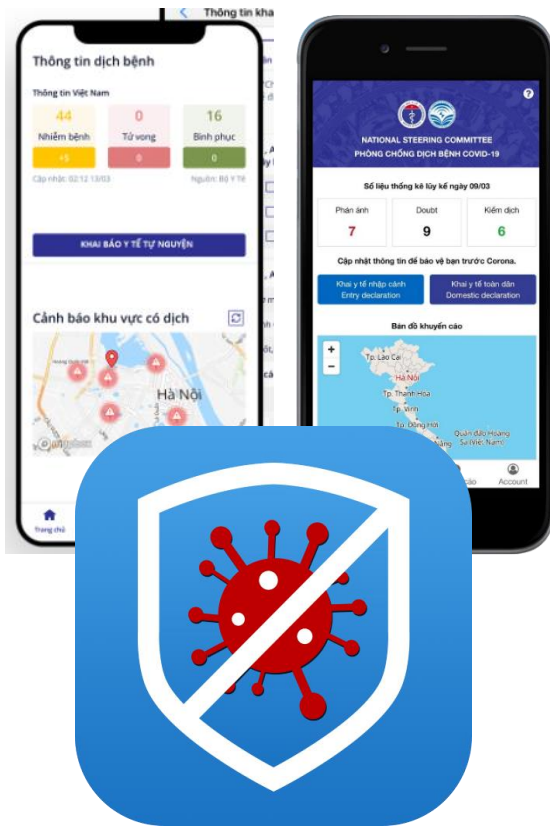 Thông tin kha
Thông tin dịch bệnh
Thông tin Việt Nam
44
0
16
Nhiễm bệnh
Tử vong
Bình phục
+5
0
0
Cập nhật: 02:12 13/03
Nguồn: Bộ Y Tế
KHAI BÁO Y TẾ TỰ NGUYỆN
Cảnh báo khu vực có dịch
Hà Nội
Trang chủ
?
NATIONAL STEERING COMMITTEE
PHÒNG CHỐNG DỊCH BỆNH COVID-19
Số liệu thống kê lũy kế ngày 09/03
Phản ánh
Doubt
Kiểm dịch
7
9
6
Cập nhật thông tin để bảo vệ bạn trước Corona.
Khai y tế nhập cảnh
Entry declaration
Khai y tế toàn dân
Domestic declaration
Bản đồ khuyến cáo
+
−
Tp. Lào Cai
Hà Nội
Tp. Thanh Hóa
Tp. Vinh
Tp. Đồng Hới
Quần đảo Hoàng
Sa (Việt Nam)
Nẵng
cáo
Account